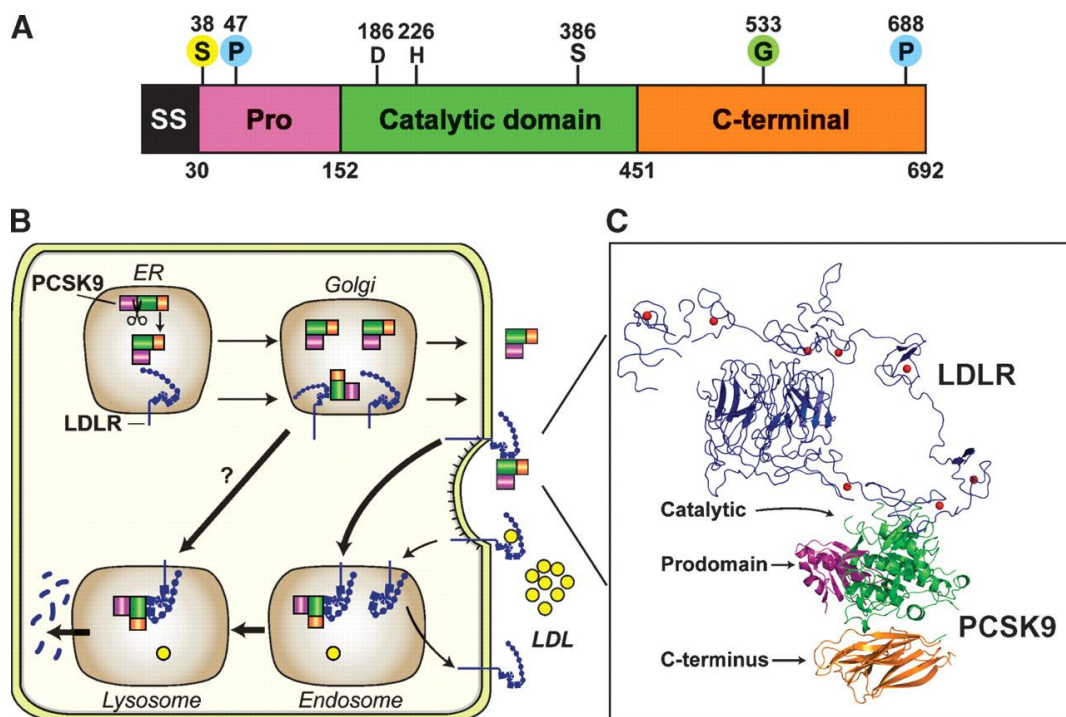 A
38 47 186 226 386 533 688
S P D H S G P
SS Pro Catalytic domain C-terminal
30 152 451 692
B
ER
PCSK9
Golgi
LDLR
?
LDL
Lysosome
Endosome
C
LDLR
Catalytic
Prodomain
PCSK9
C-terminus